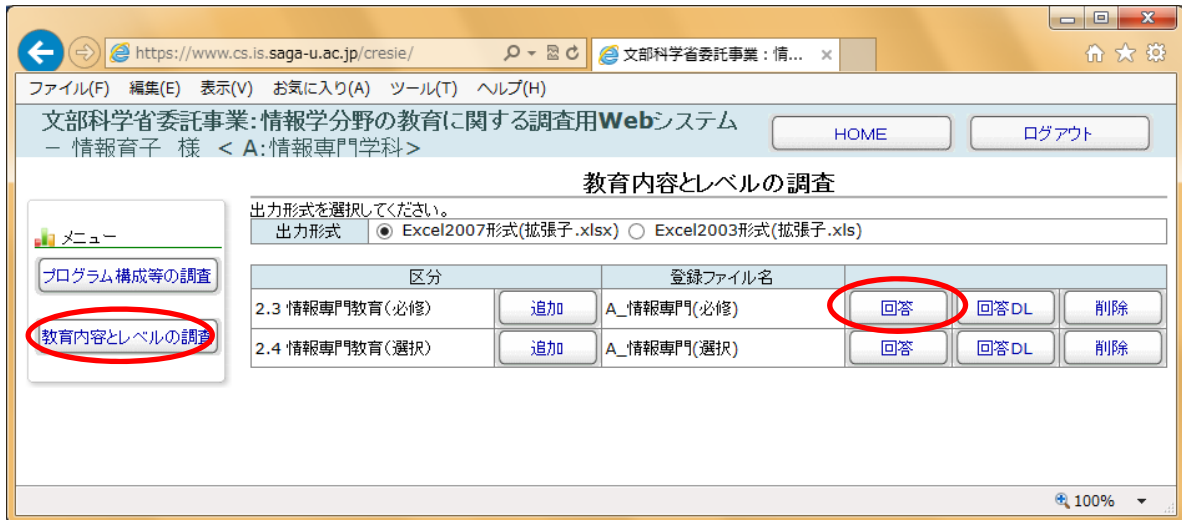 https://www.cs.is.saga-u.ac.jp/cresie/
文部科学省委託事業:情...
ファイル(F) 編集(E) 表示(V) お気に入り(A) ツール(T) ヘルプ(H)
文部科学省委託事業:情報学分野の教育に関する調査用Webシステム
HOME
ログアウト
− 情報育子 様 < A:情報専門学科>
教育内容とレベルの調査
出力形式を選択してください。
出力形式 Excel2007形式(拡張子.xlsx) Excel2003形式(拡張子.xls)
メニュー
プログラム構成等の調査
教育内容とレベルの調査
区分 登録ファイル名
2.3 情報専門教育(必修) 追加 A_情報専門(必修) 回答 回答DL 削除
2.4 情報専門教育(選択) 追加 A_情報専門(選択) 回答 回答DL 削除
100%